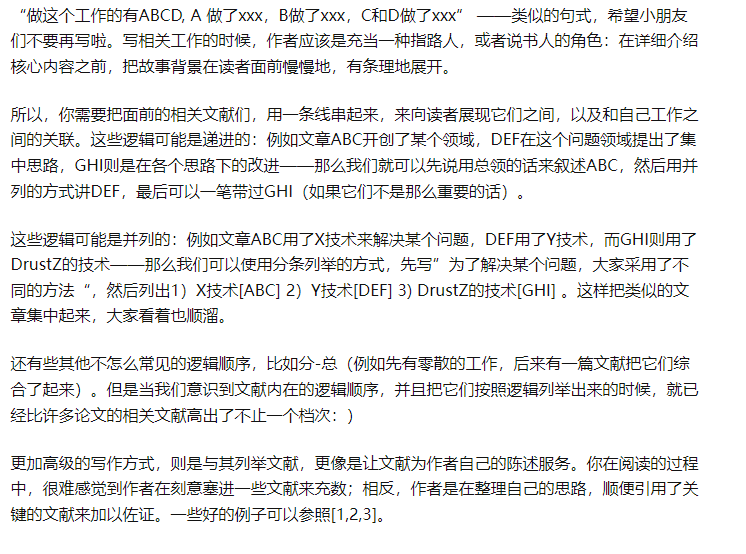 “做这个工作的有ABCD, A 做了xxx，B做了xxx，C和D做了xxx” ——类似的句式，希望小朋友
们不要再写啦。写相关工作的时候，作者应该是充当一种指路人，或者说书人的角色：在详细介绍
核心内容之前，把故事背景在读者面前慢慢地，有条理地展开。
所以，你需要把面前的相关文献们，用一条线串起来，来向读者展现它们之间，以及和自己工作之
间的关联。这些逻辑可能是递进的：例如文章ABC开创了某个领域，DEF在这个问题领域提出了集
中思路，GHI则是在各个思路下的改进——那么我们就可以先说用总领的话来叙述ABC，然后用并
列的方式讲DEF，最后可以一笔带过GHI（如果它们不是那么重要的话）。
这些逻辑可能是并列的：例如文章ABC用了X技术来解决某个问题，DEF用了Y技术，而GHI则用了
DrustZ的技术——那么我们可以使用分条列举的方式，先写”为了解决某个问题，大家采用了不
同的方法“，然后列出1）X技术[ABC] 2）Y技术[DEF] 3) DrustZ的技术[GHI] 。这样把类似的文
章集中起来，大家看着也顺溜。
还有些其他不怎么常见的逻辑顺序，比如分-总（例如先有零散的工作，后来有一篇文献把它们综
合了起来）。但是当我们意识到文献内在的逻辑顺序，并且把它们按照逻辑列举出来的时候，就已
经比许多论文的相关文献高出了不止一个档次：）
更加高级的写作方式，则是与其列举文献，更像是让文献为作者自己的陈述服务。你在阅读的过程
中，很难感觉到作者在刻意塞进一些文献来充数；相反，作者是在整理自己的思路，顺便引用了关
键的文献来加以佐证。一些好的例子可以参照[1,2,3]。